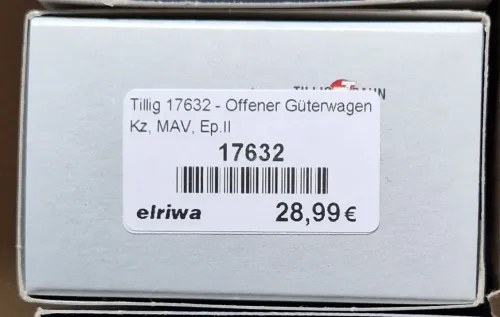 Tillig 17632 - Offener Güterwagen
Kz, MAV, Ep.II
17632
elriwa 28,99 €